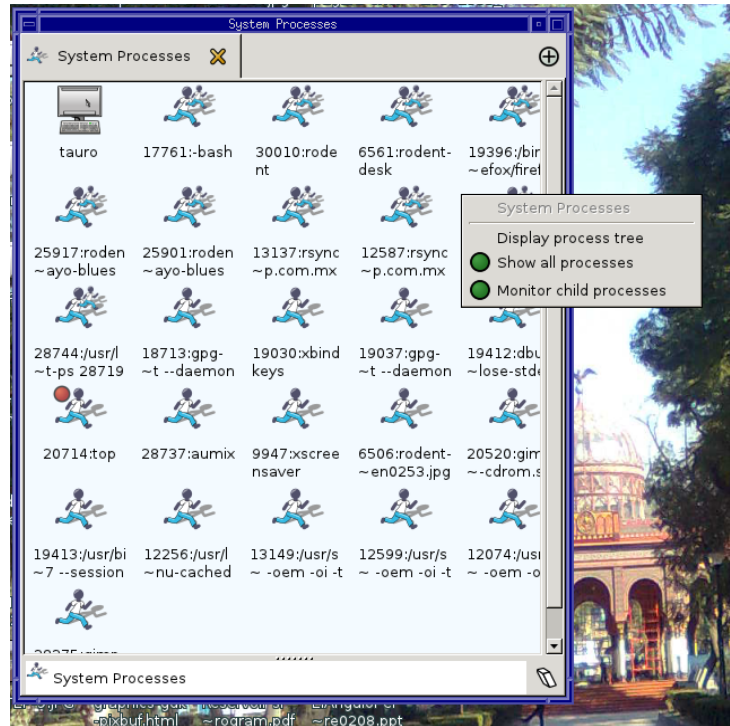 System Processes
System Processes
tauro
17761:-bash
30010:rode
nt
6561:rodent-
desk
19396:/bin
~efox/firef
25917:roden
~ayo-blues
25901:roden
~ayo-blues
13137:rsync
~p.com.mx
12587:rsync
~p.com.mx
System Processes
Display process tree
Show all processes
Monitor child processes
28744:/usr/l
~t-ps 28719
18713:gpg-
~t --daemon
19030:xbind
keys
19037:gpg-
~t --daemon
19412:dbu
~lose-stde
20714:top
28737:aumix
9947:xscree
nsaver
6506:rodent-
~en0253.jpg
20520:gim
~-cdrom.s
19413:/usr/bi
~7 --session
12256:/usr/l
~nu-cached
13149:/usr/s
~ -oem -oi -t
12599:/usr/s
~ -oem -oi -t
12074:/usr
~ -oem -o
System Processes
-pixbuf.html
~rogram.pdf
~re0208.ppt